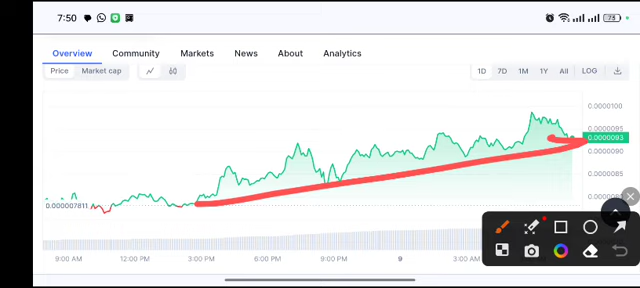 7:50
73
Overview Community Markets News About Analytics
Price Market cap 1D 7D 1M 1Y All LOG
0.0000100
0.0000095
0.0000093
0.0000090
0.0000085
0.000007811
9:00 AM 12:00 PM 3:00 PM 6:00 PM 9:00 PM 9 3:00 AM